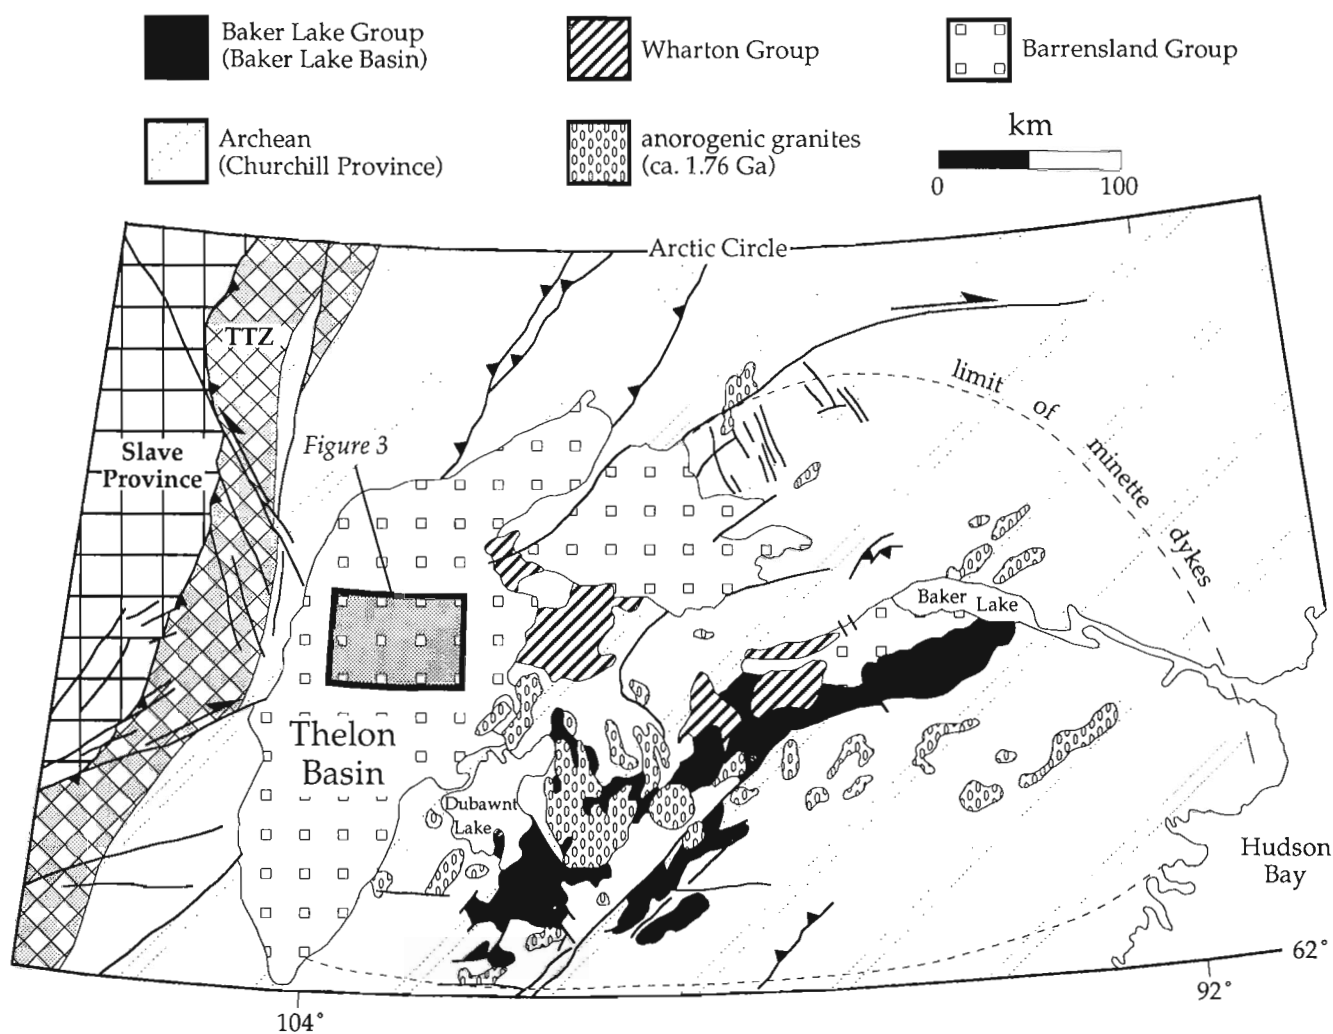 Baker Lake Group
(Baker Lake Basin)
Wharton Group
Barrensland Group
Archean
(Churchill Province)
anorogenic granites
(ca. 1.76 Ga)
km
0
100
Arctic Circle
TTZ
limit
of
minette
dykes
Slave
Province
Figure 3
Baker
Lake
Thelon
Basin
Dubawnt
Lake
Hudson
Bay
62°
92°
104°